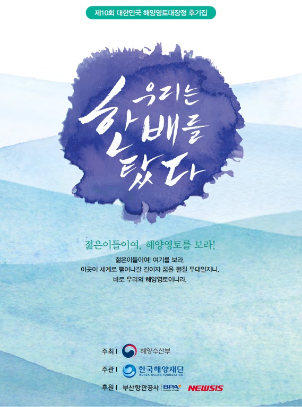 제10회 대한민국 해양영토대장정 후기집
우리는
한 배를
탔다
젊은이들이여, 해양영토를 보라!
젊은이들이여! 여기를 보라.
이곳이 세계로 뻗어나갈 길이자 꿈을 펼칠 무대일지니,
바로 우리의 해양영토이니라.
주최 | 해양수산부
주관 | 한국해양재단
후원 | 부산항만공사 BPA NEWSIS